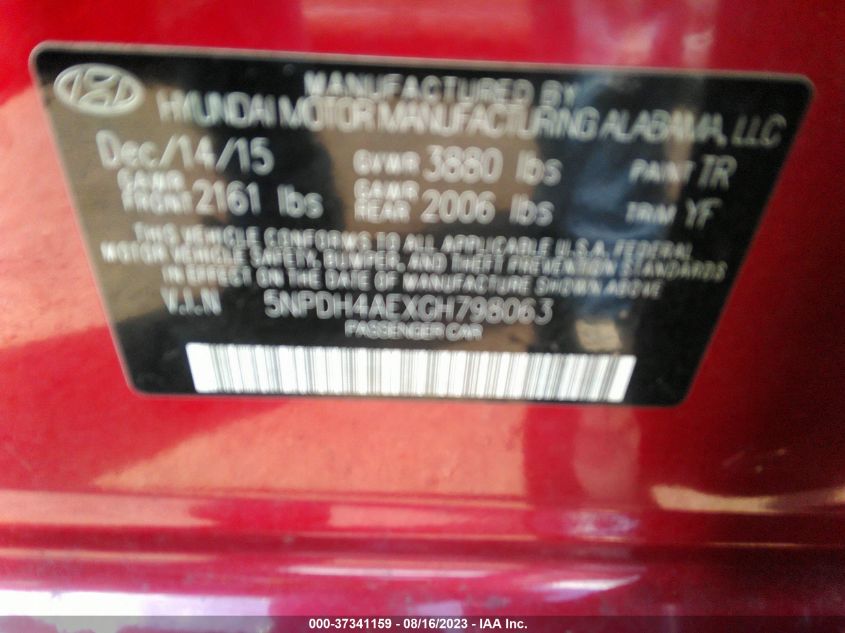 MANUFACTURED BY
HYUNDAI MOTOR MANUFACTURING ALABAMA, LLC
Dec/14/15 GVWR 3880 lbs PAINT TR
GAWR FRONT 2161 lbs GAWR REAR 2006 lbs TRIM YF
THIS VEHICLE CONFORMS TO ALL APPLICABLE U.S.A. FEDERAL
MOTOR VEHICLE SAFETY, BUMPER, AND THEFT PREVENTION STANDARDS
IN EFFECT ON THE DATE OF MANUFACTURE SHOWN ABOVE.
V.I.N 5NPDH4AEXGH798063
PASSENGER CAR
000-37341159 - 08/16/2023 - IAA Inc.